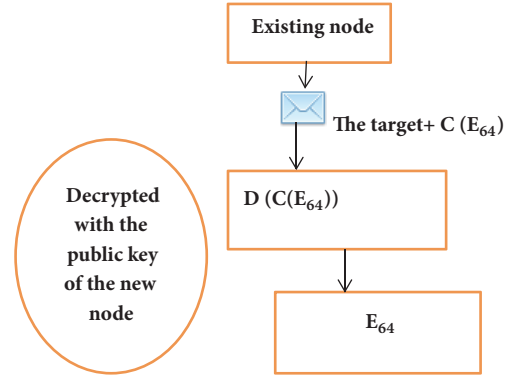 Existing node
The target+ C (E₆₄)
Decrypted
with the
public key
of the new
node
D (C(E₆₄))
E₆₄